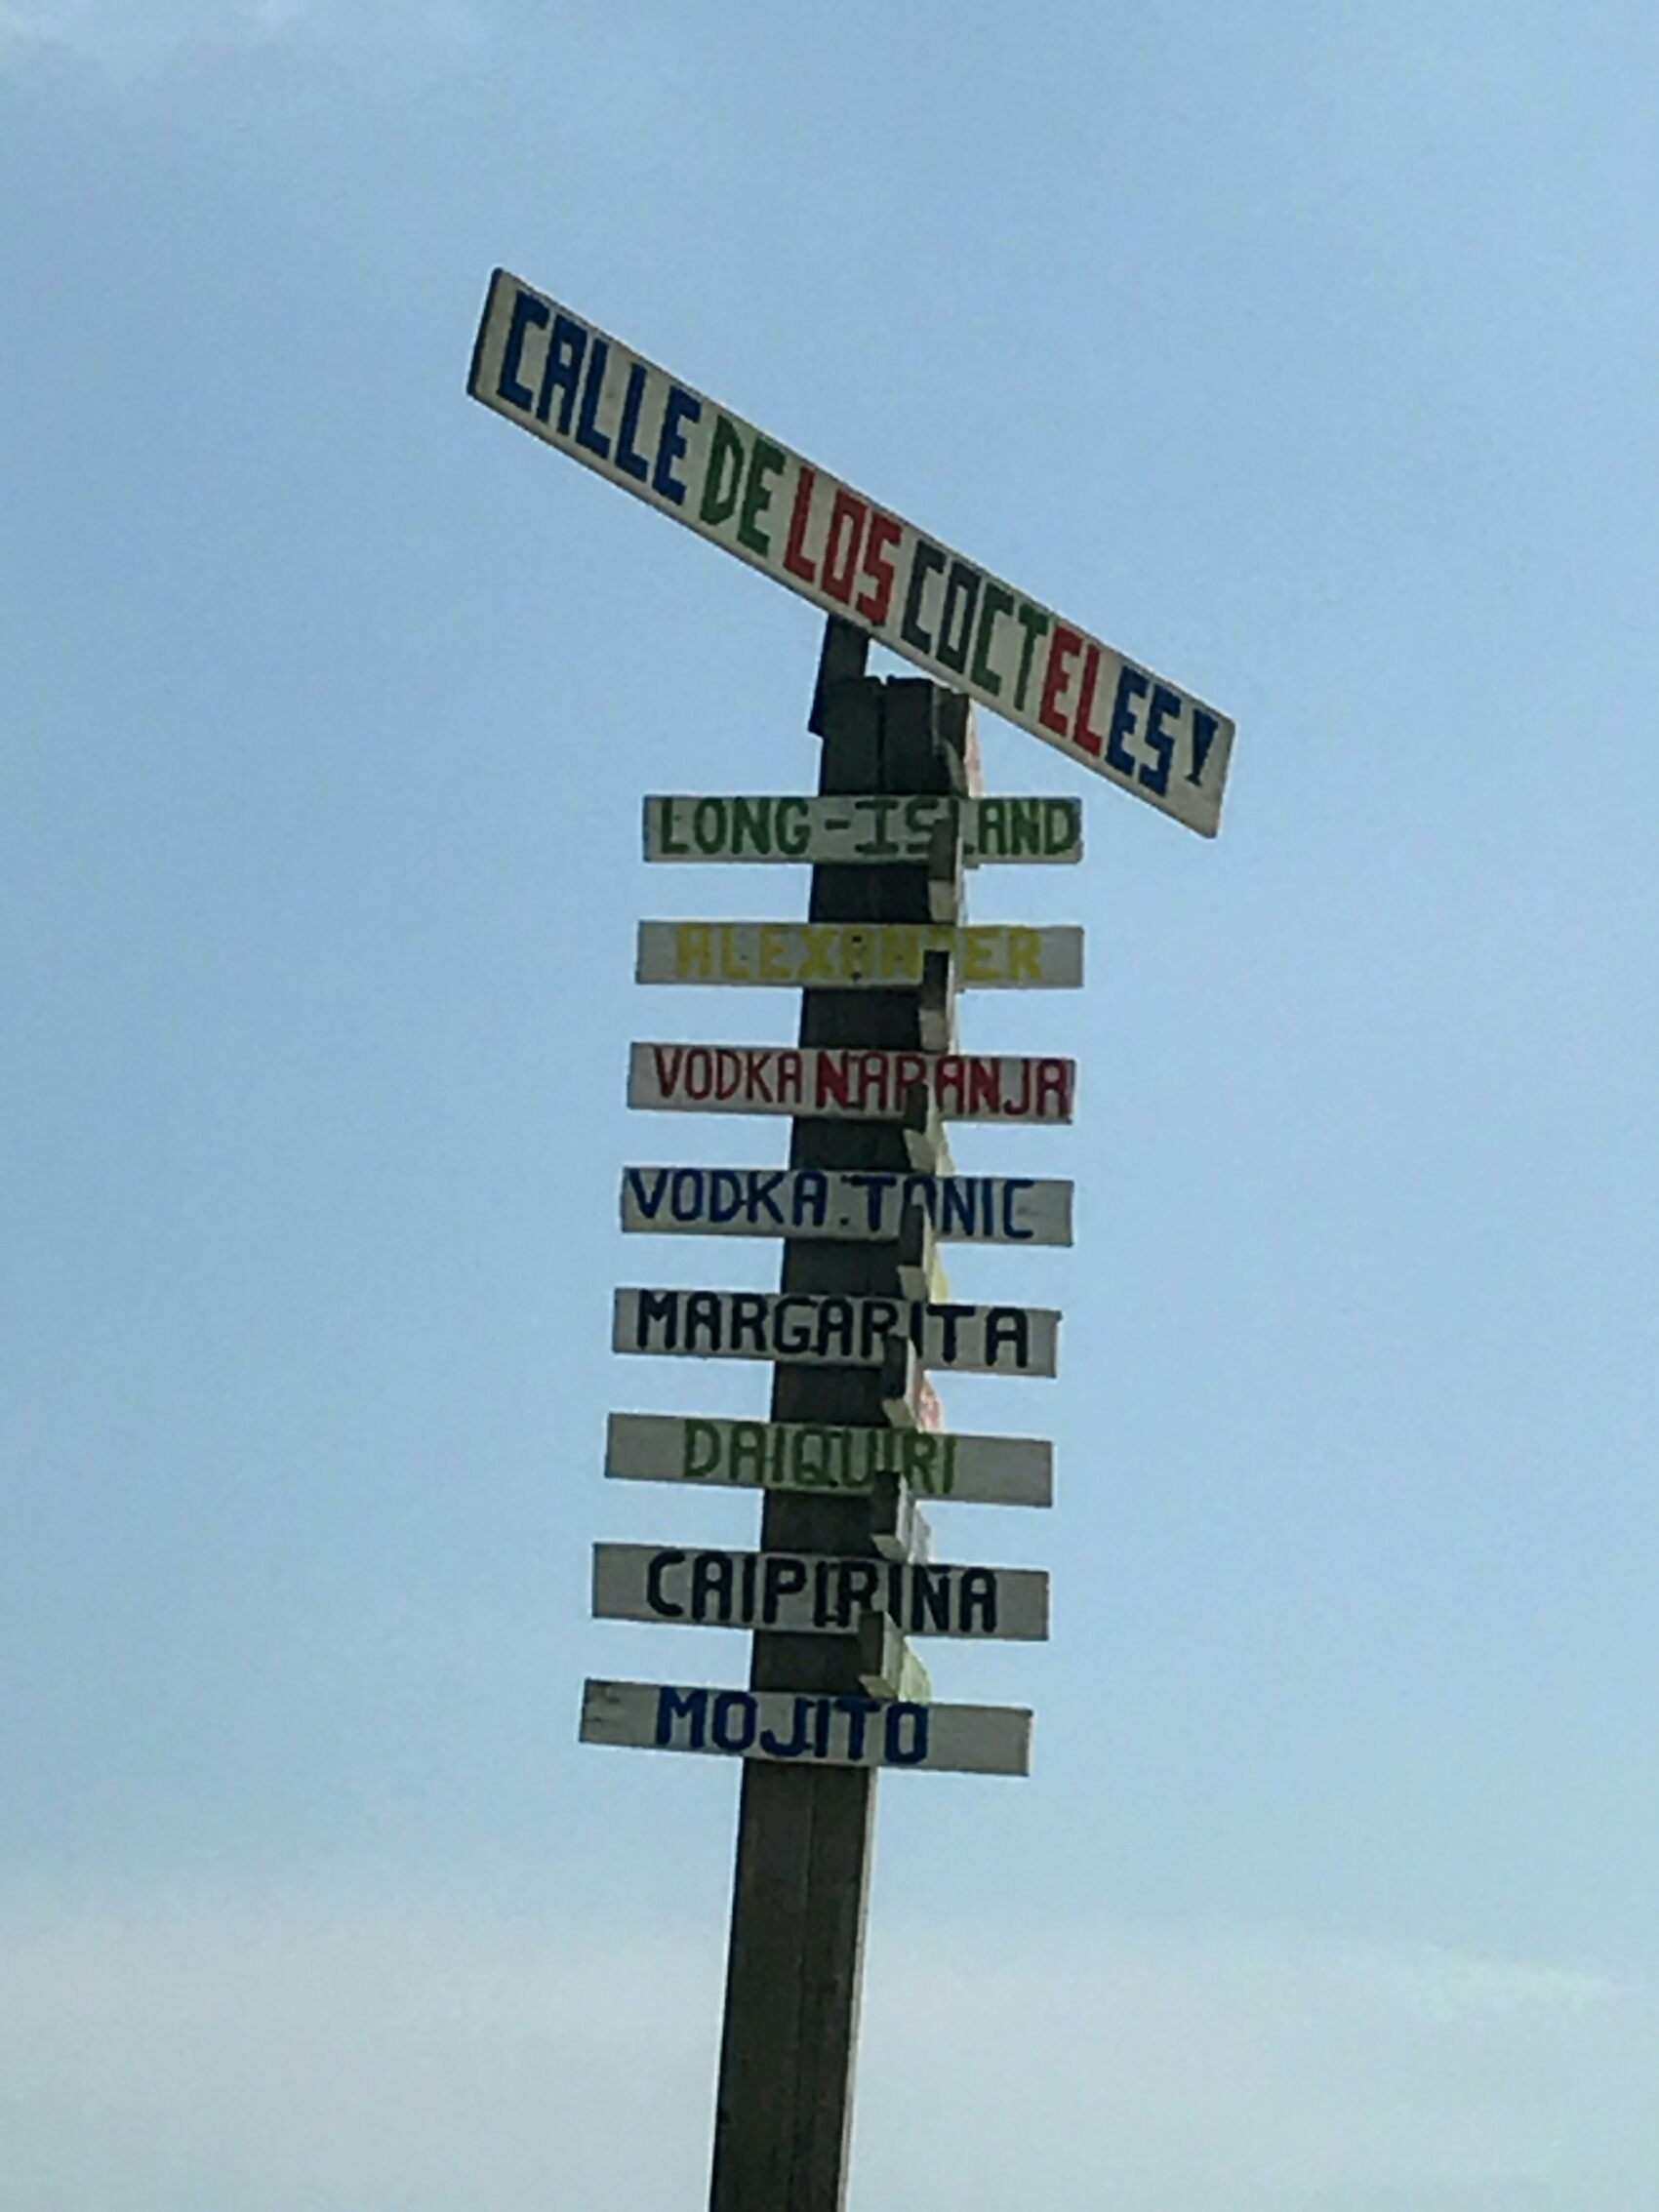 CALLE DE LOS COCTELES!
LONG-ISLAND
ALEXANDER
VODKA NARANJA
VODKA.TONIC
MARGARITA
DAIQUIRI
CAIPIRIÑA
MOJITO